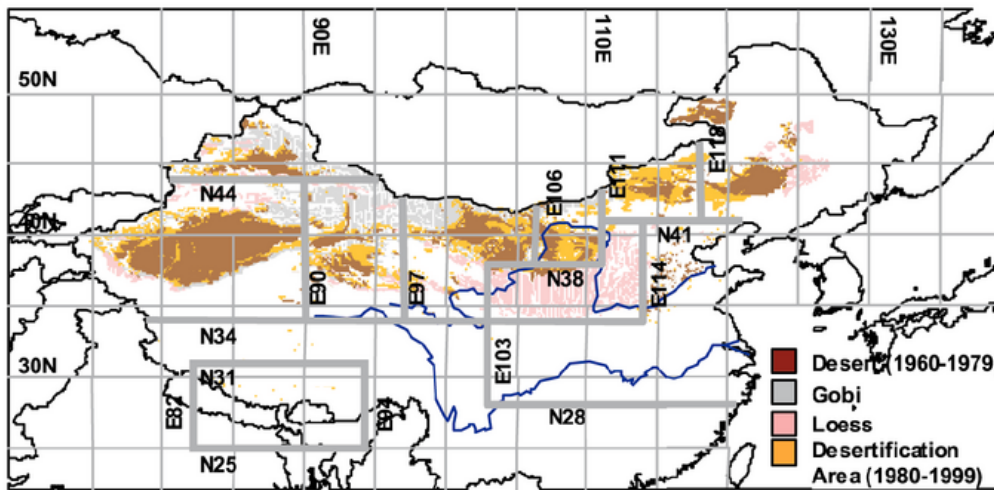 90E
110E
130E
50N
E118
E111
E106
N44
40N
N41
E90
E97
N38
E114
N34
E103
30N
N31
E82
E94
N28
N25
Desert (1960-1979
Gobi
Loess
Desertification
Area (1980-1999)